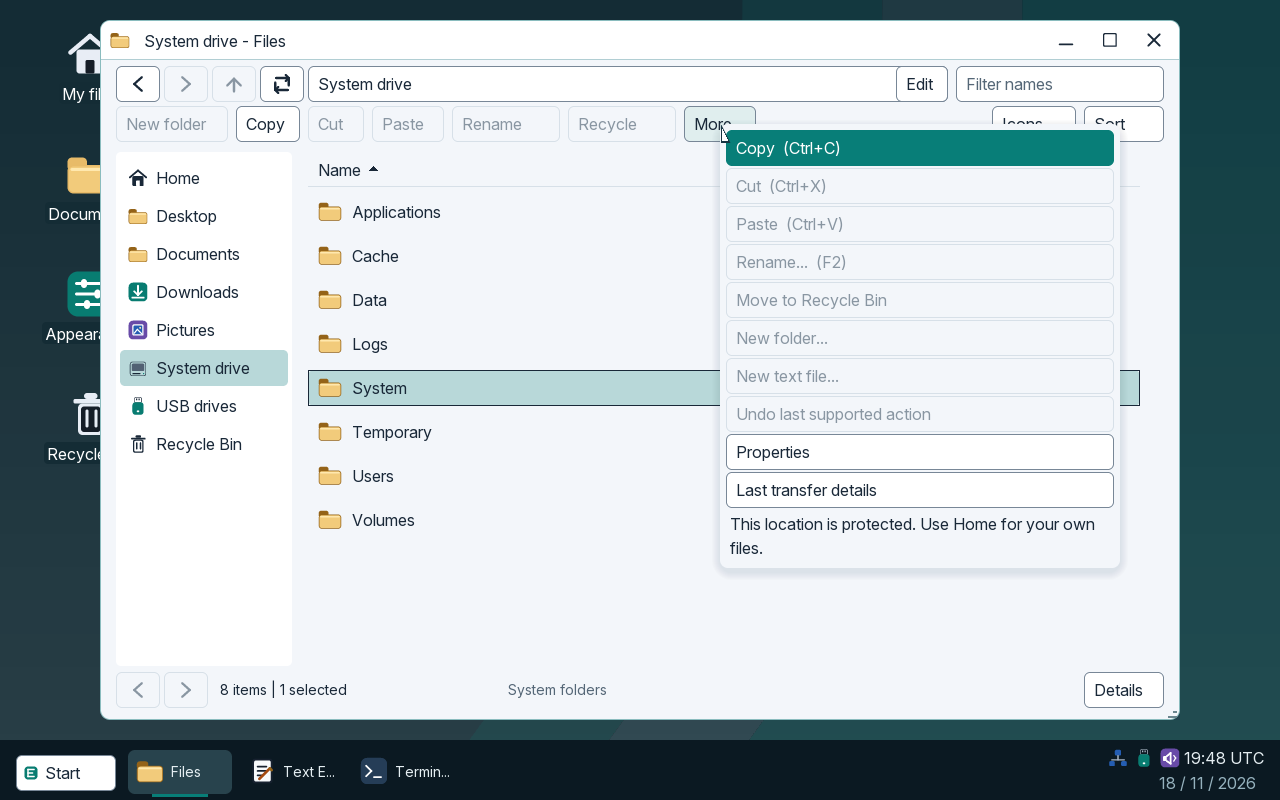 System drive - Files
System drive
Edit
Filter names
New folder
Copy
Cut
Paste
Rename
Recycle
More
Sort
Home
Desktop
Documents
Downloads
Pictures
System drive
USB drives
Recycle Bin
Name
Applications
Cache
Data
Logs
System
Temporary
Users
Volumes
Copy (Ctrl+C)
Cut (Ctrl+X)
Paste (Ctrl+V)
Rename... (F2)
Move to Recycle Bin
New folder...
New text file...
Undo last supported action
Properties
Last transfer details
This location is protected. Use Home for your own
files.
8 items | 1 selected
System folders
Details
My
Start
Files
Text E...
Termin...
19:48 UTC
18 / 11 / 2026